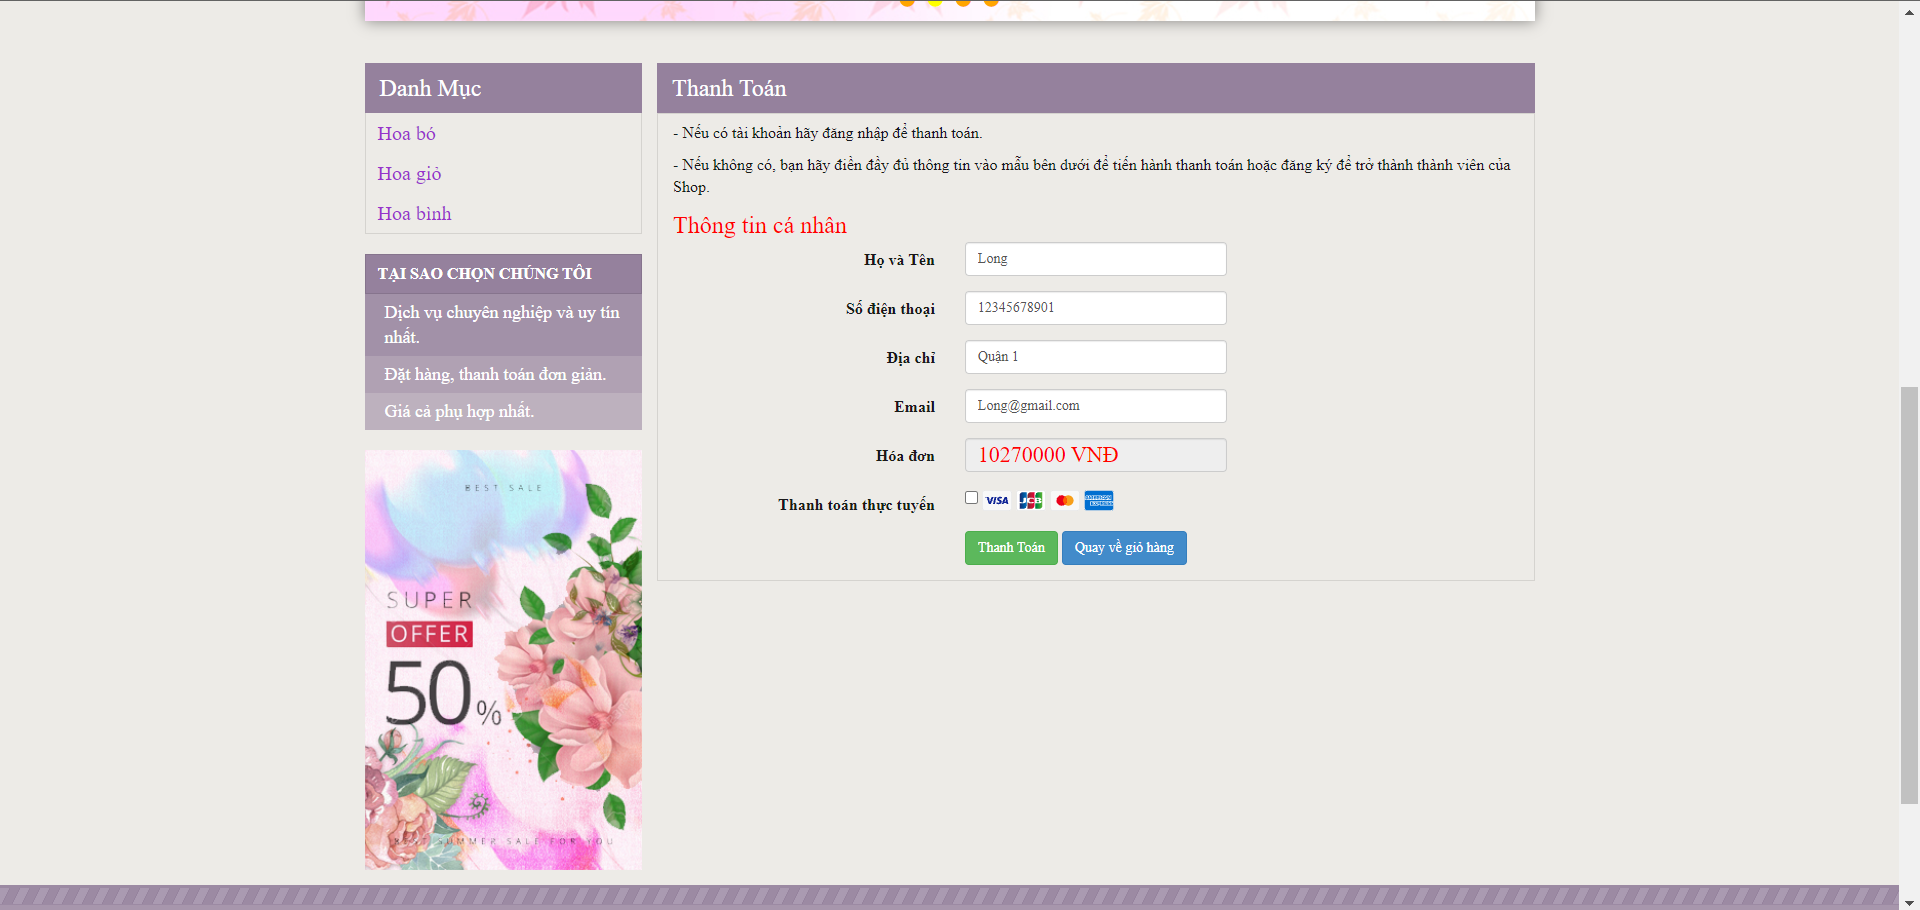 Danh Mục
Hoa bó
Hoa giỏ
Hoa bình
TẠI SAO CHỌN CHÚNG TÔI
Dịch vụ chuyên nghiệp và uy tín
nhất.
Đặt hàng, thanh toán đơn giản.
Giá cả phụ hợp nhất.
BEST SALE
SUPER
OFFER
50%
BEST SUMMER SALE FOR YOU
Thanh Toán
- Nếu có tài khoản hãy đăng nhập để thanh toán.
- Nếu không có, bạn hãy điền đầy đủ thông tin vào mẫu bên dưới để tiến hành thanh toán hoặc đăng ký để trở thành thành viên của
Shop.
Thông tin cá nhân
Họ và Tên Long
Số điện thoại 12345678901
Địa chỉ Quận 1
Email Long@gmail.com
Hóa đơn 10270000 VNĐ
Thanh toán thực tuyến VISA JCB AMERICAN EXPRESS
Thanh Toán Quay về giỏ hàng